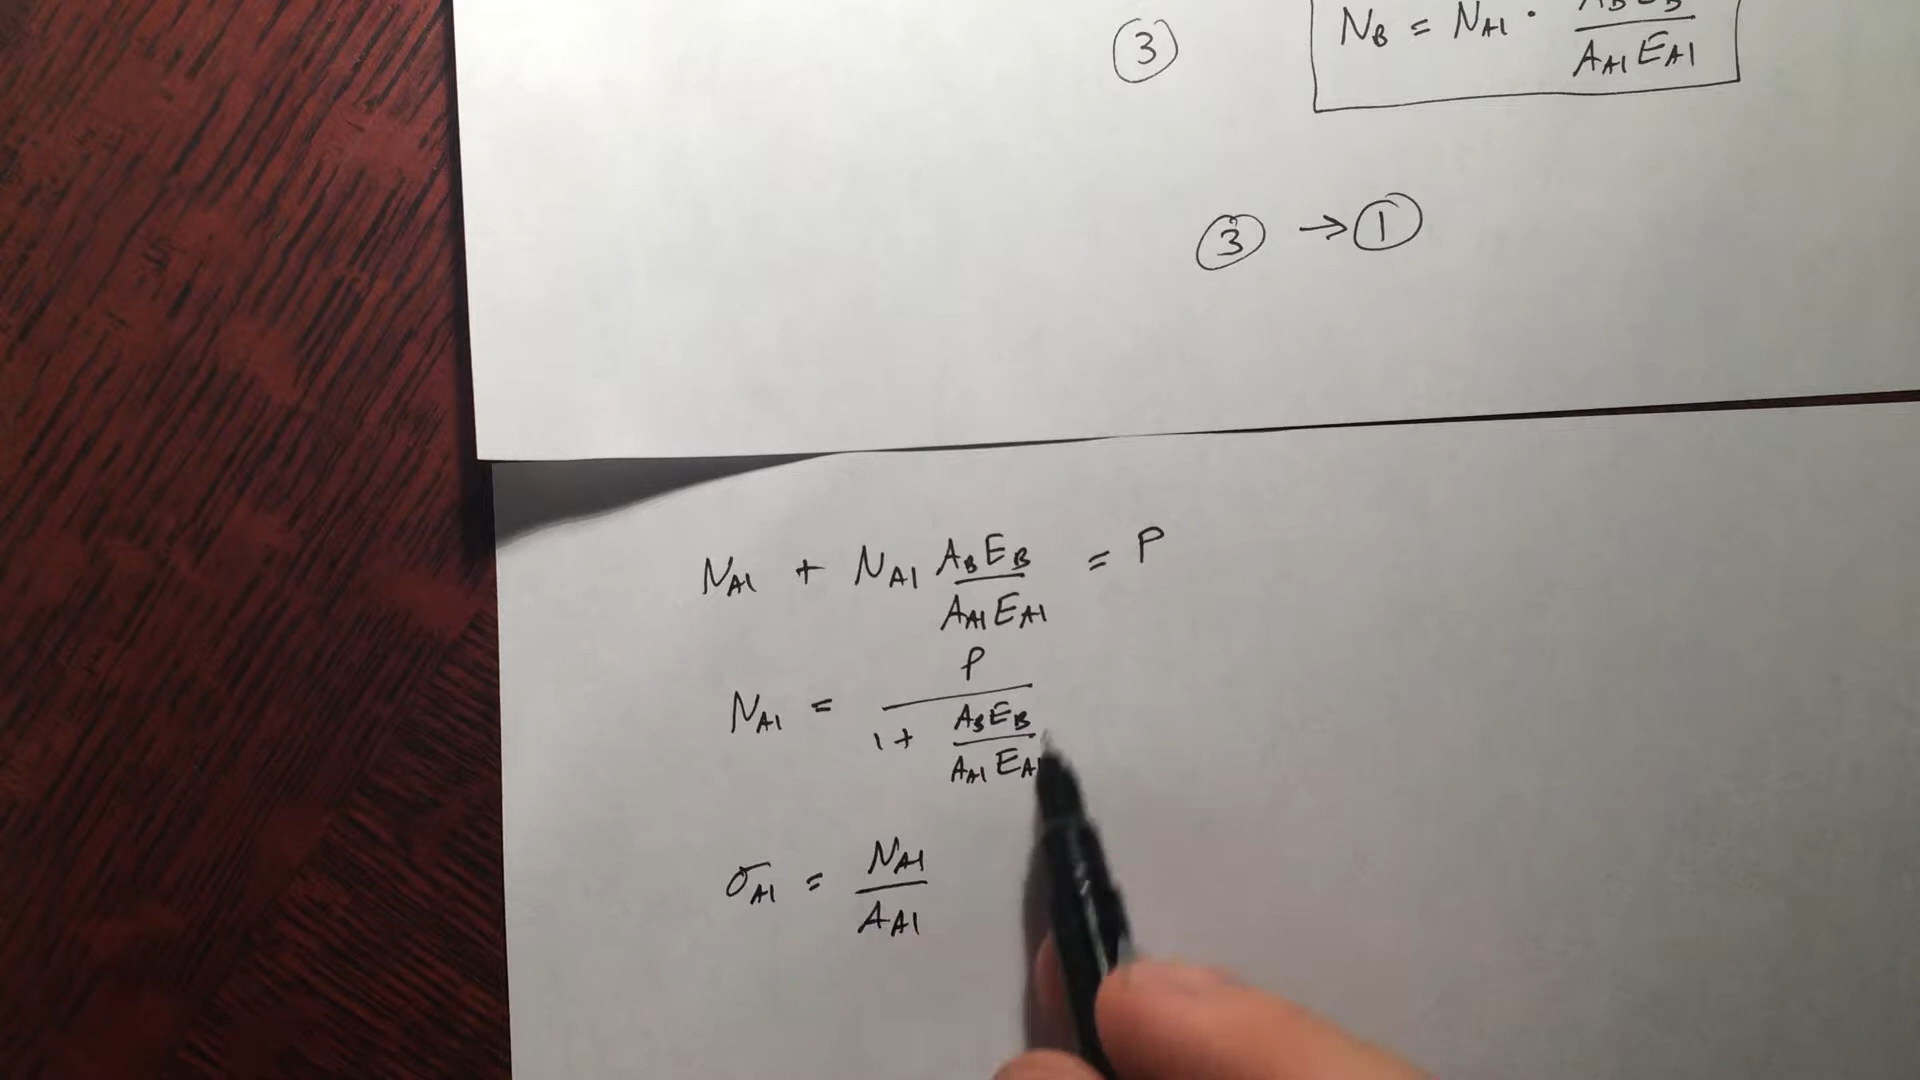 ③ N_B = N_Al · A_B E_B / A_Al E_Al
③ → ①
N_Al + N_Al A_B E_B / A_Al E_Al = P
N_Al = P / 1 + A_B E_B / A_Al E_Al
σ_Al = N_Al / A_Al